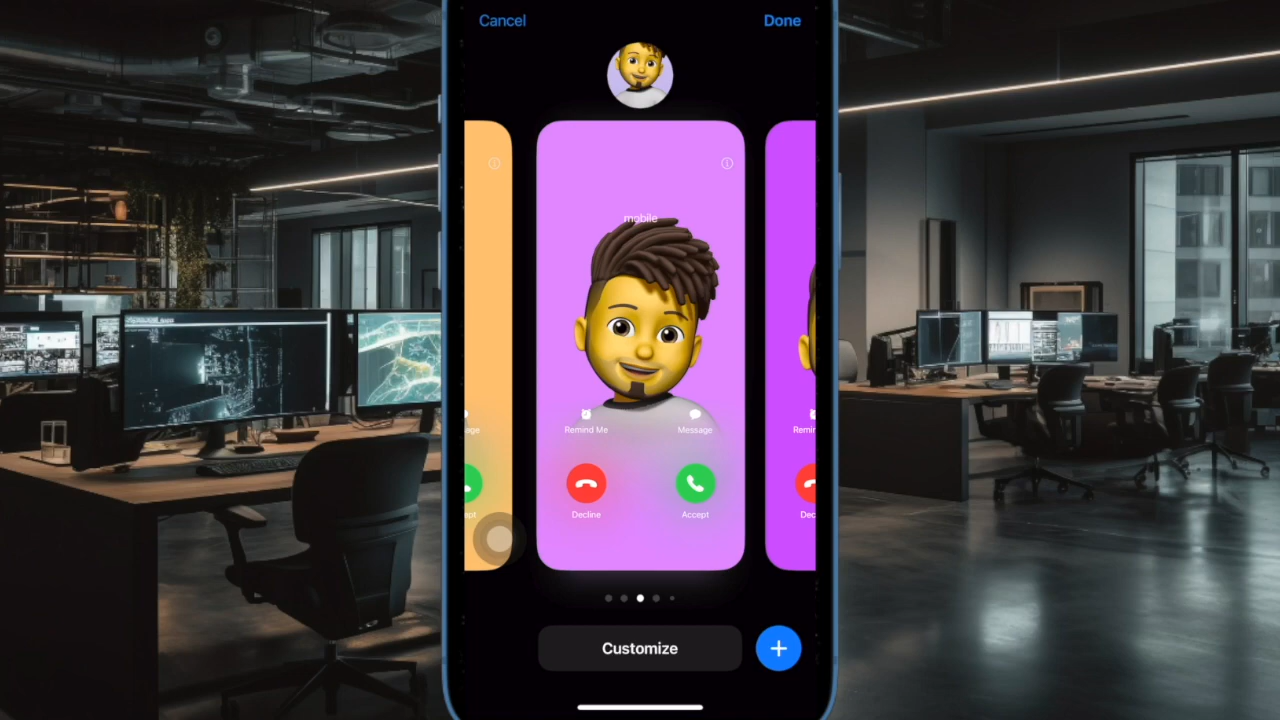 Cancel
Done
mobile
Remind Me
Message
Decline
Accept
Customize